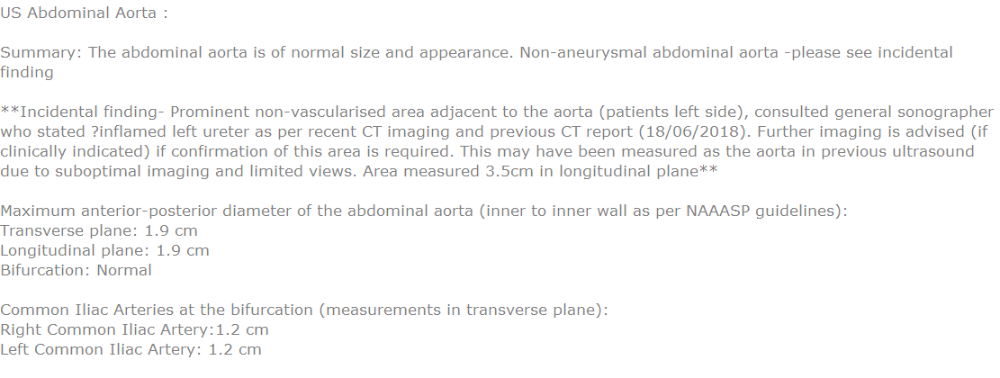 US Abdominal Aorta :
Summary: The abdominal aorta is of normal size and appearance. Non-aneurysmal abdominal aorta -please see incidental
finding
**Incidental finding- Prominent non-vascularised area adjacent to the aorta (patients left side), consulted general sonographer
who stated ?inflamed left ureter as per recent CT imaging and previous CT report (18/06/2018). Further imaging is advised (if
clinically indicated) if confirmation of this area is required. This may have been measured as the aorta in previous ultrasound
due to suboptimal imaging and limited views. Area measured 3.5cm in longitudinal plane**
Maximum anterior-posterior diameter of the abdominal aorta (inner to inner wall as per NAAASP guidelines):
Transverse plane: 1.9 cm
Longitudinal plane: 1.9 cm
Bifurcation: Normal
Common Iliac Arteries at the bifurcation (measurements in transverse plane):
Right Common Iliac Artery:1.2 cm
Left Common Iliac Artery: 1.2 cm